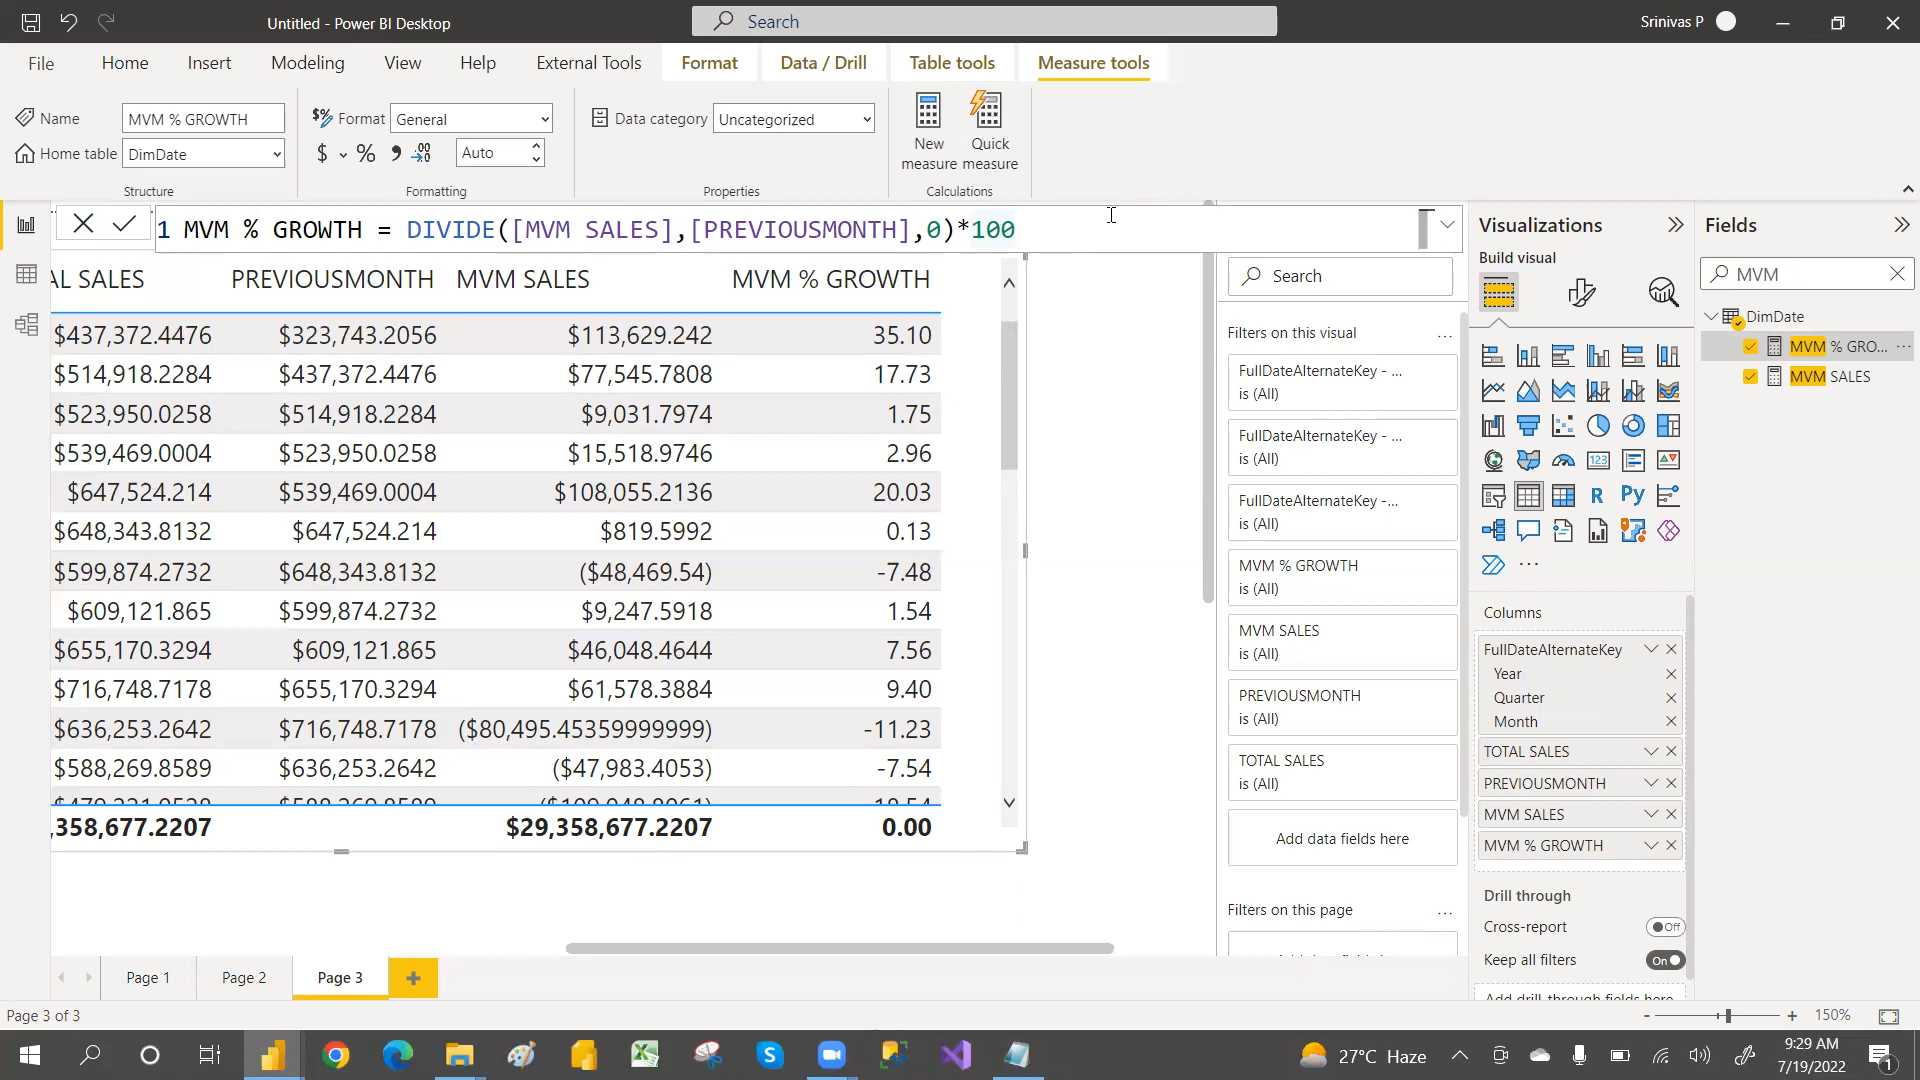 Untitled - Power BI Desktop
Search
Srinivas P
File
Home
Insert
Modeling
View
Help
External Tools
Format
Data / Drill
Table tools
Measure tools
Name
MVM % GROWTH
Home table
DimDate
Structure
Format
General
$
%
Auto
Formatting
Data category
Uncategorized
Properties
New measure
Quick measure
Calculations
1 MVM % GROWTH = DIVIDE([MVM SALES],[PREVIOUSMONTH],0)*100
AL SALES PREVIOUSMONTH MVM SALES MVM % GROWTH
$437,372.4476 $323,743.2056 $113,629.242 35.10
$514,918.2284 $437,372.4476 $77,545.7808 17.73
$523,950.0258 $514,918.2284 $9,031.7974 1.75
$539,469.0004 $523,950.0258 $15,518.9746 2.96
$647,524.214 $539,469.0004 $108,055.2136 20.03
$648,343.8132 $647,524.214 $819.5992 0.13
$599,874.2732 $648,343.8132 ($48,469.54) -7.48
$609,121.865 $599,874.2732 $9,247.5918 1.54
$655,170.3294 $609,121.865 $46,048.4644 7.56
$716,748.7178 $655,170.3294 $61,578.3884 9.40
$636,253.2642 $716,748.7178 ($80,495.45359999999) -11.23
$588,269.8589 $636,253.2642 ($47,983.4053) -7.54
,358,677.2207 $29,358,677.2207 0.00
Search
Filters on this visual
FullDateAlternateKey - ...
is (All)
FullDateAlternateKey - ...
is (All)
FullDateAlternateKey -...
is (All)
MVM % GROWTH
is (All)
MVM SALES
is (All)
PREVIOUSMONTH
is (All)
TOTAL SALES
is (All)
Add data fields here
Filters on this page
Visualizations
Build visual
123
R
Py
Columns
FullDateAlternateKey
Year
Quarter
Month
TOTAL SALES
PREVIOUSMONTH
MVM SALES
MVM % GROWTH
Drill through
Cross-report
Off
Keep all filters
On
Add drill-through fields here
Fields
MVM
DimDate
MVM % GRO...
MVM SALES
Page 1
Page 2
Page 3
Page 3 of 3
150%
27°C Haze
9:29 AM
7/19/2022
1